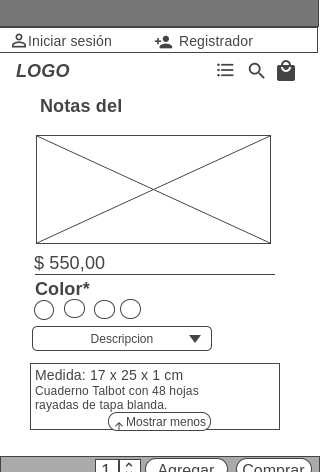 Iniciar sesión Registrador
LOGO
Notas del
$ 550,00
Color*
Descripcion
Medida: 17 x 25 x 1 cm
Cuaderno Talbot con 48 hojas
rayadas de tapa blanda.
Mostrar menos
1 Agregar Comprar